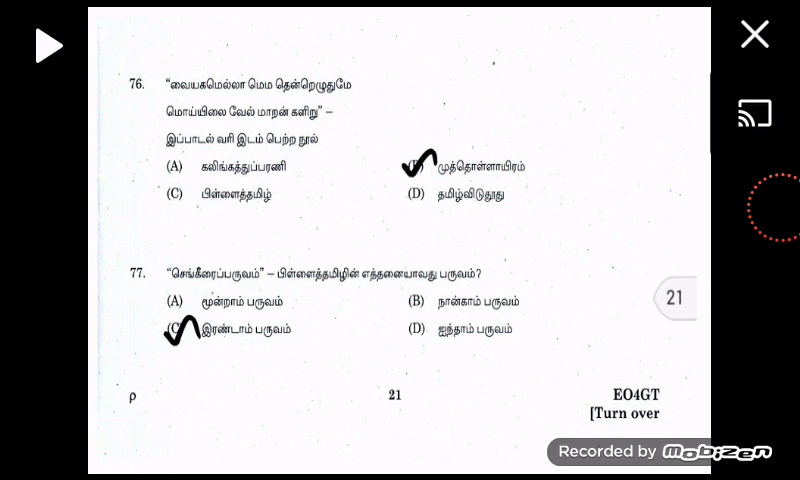 76. “வையகமெல்லா மெம தென்றெழுதுமே
மொய்யிலை வேல் மாறன் களிறு” –
இப்பாடல் வரி இடம் பெற்ற நூல்
(A) கலிங்கத்துப்பரணி (B) முத்தொள்ளாயிரம்
(C) பிள்ளைத்தமிழ் (D) தமிழ்விடுதூது
77. “செங்கீரைப்பருவம்” – பிள்ளைத்தமிழின் எத்தனையாவது பருவம்?
(A) மூன்றாம் பருவம் (B) நான்காம் பருவம்
(C) இரண்டாம் பருவம் (D) ஐந்தாம் பருவம்
21
ρ 21 EO4GT
[Turn over
Recorded by mobizen